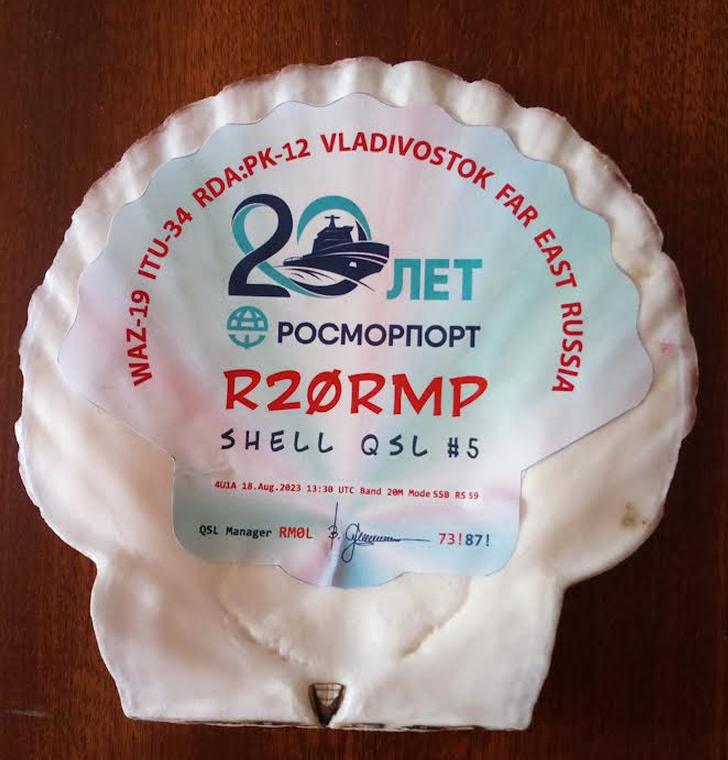 WAZ-19 ITU-34 RDA:PK-12 VLADIVOSTOK FAR EAST RUSSIA
20 ЛЕТ
РОСМОРПОРТ
R2ØRMP
SHELL QSL #5
4U1A 18.Aug.2023 13:30 UTC Band 20M Mode SSB RS 59
QSL Manager RMØL 73!87!